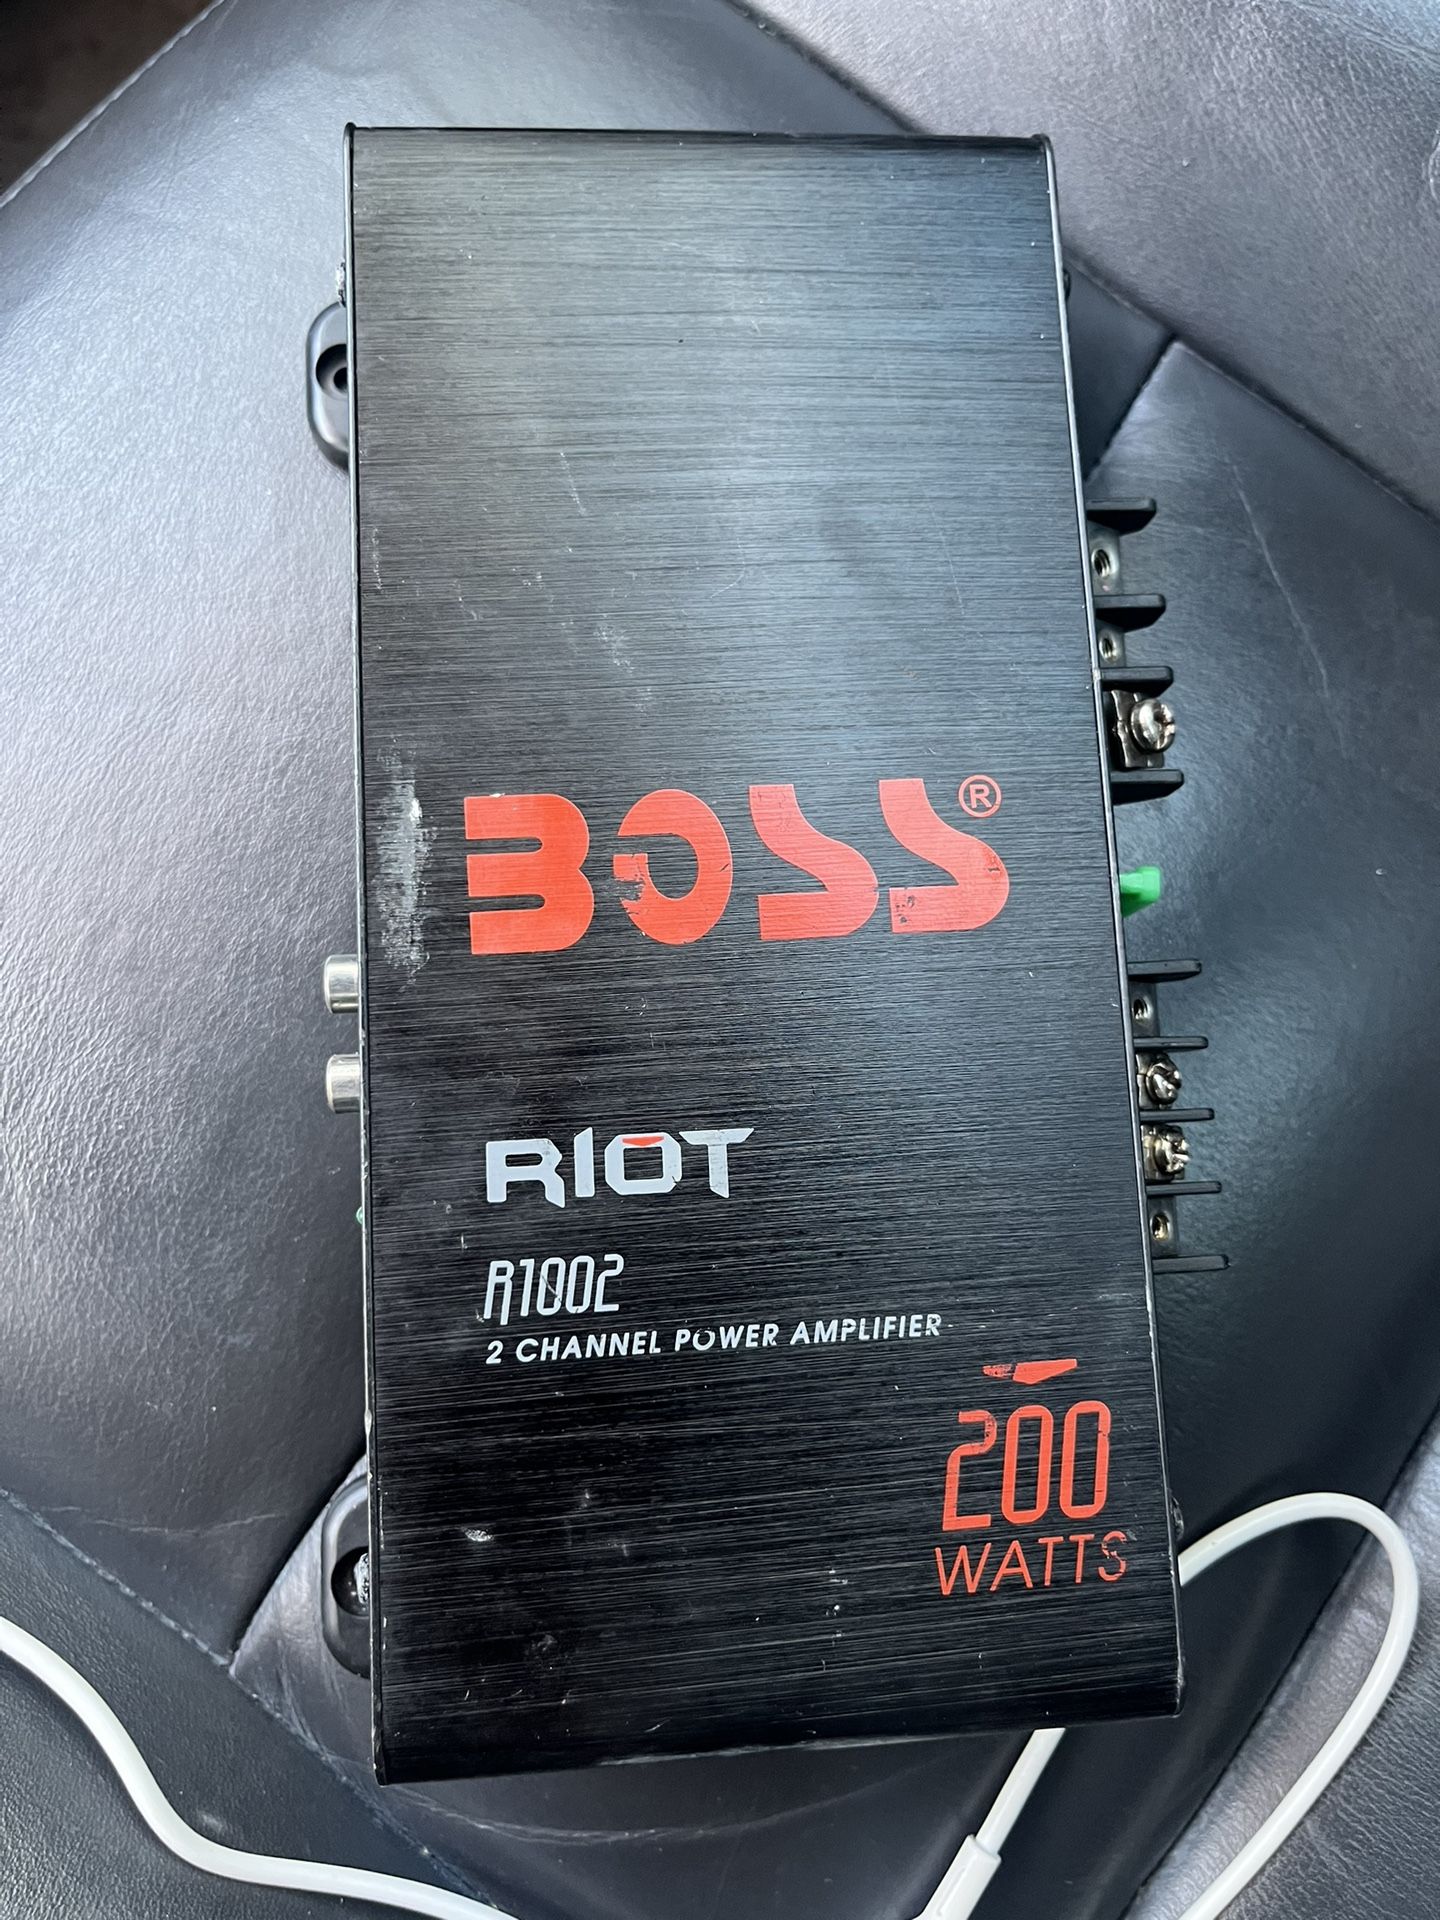 BOSS®
RIOT
R1002
2 CHANNEL POWER AMPLIFIER
200
WATTS